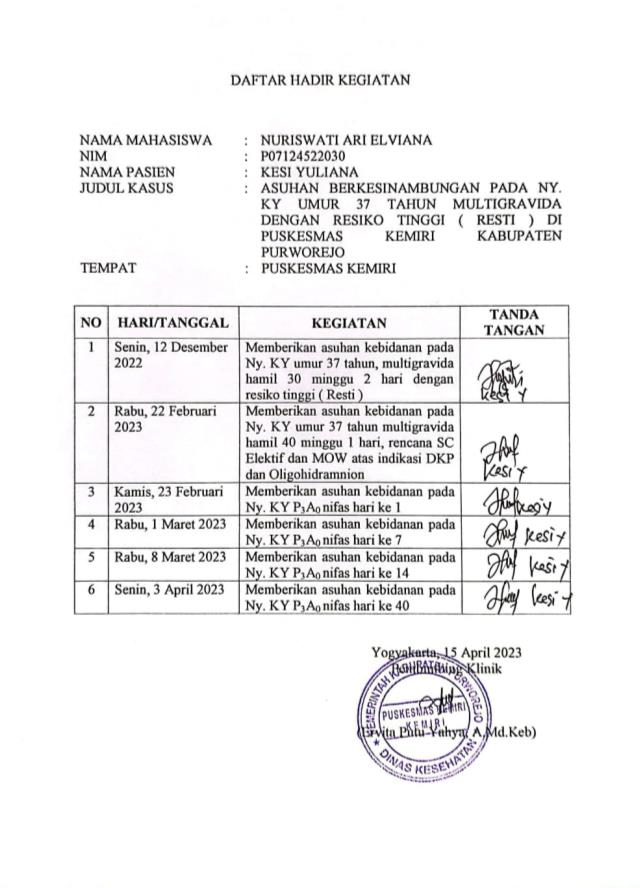 DAFTAR HADIR KEGIATAN
NAMA MAHASISWA : NURISWATI ARI ELVIANA
NIM : P07124522030
NAMA PASIEN : KESI YULIANA
JUDUL KASUS : ASUHAN BERKESINAMBUNGAN PADA NY.
KY UMUR 37 TAHUN MULTIGRAVIDA
DENGAN RESIKO TINGGI ( RESTI ) DI
PUSKESMAS KEMIRI KABUPATEN
PURWOREJO
TEMPAT : PUSKESMAS KEMIRI
NO HARI/TANGGAL KEGIATAN TANDA TANGAN
1 Senin, 12 Desember 2022
Memberikan asuhan kebidanan pada
Ny. KY umur 37 tahun, multigravida
hamil 30 minggu 2 hari dengan
resiko tinggi ( Resti )
Kesi Y
2 Rabu, 22 Februari 2023
Memberikan asuhan kebidanan pada
Ny. KY umur 37 tahun multigravida
hamil 40 minggu 1 hari, rencana SC
Elektif dan MOW atas indikasi DKP
dan Oligohidramnion
Kesi Y
3 Kamis, 23 Februari 2023
Memberikan asuhan kebidanan pada
Ny. KY P3A0 nifas hari ke 1
Kesi Y
4 Rabu, 1 Maret 2023
Memberikan asuhan kebidanan pada
Ny. KY P3A0 nifas hari ke 7
Kesi Y
5 Rabu, 8 Maret 2023
Memberikan asuhan kebidanan pada
Ny. KY P3A0 nifas hari ke 14
Kesi Y
6 Senin, 3 April 2023
Memberikan asuhan kebidanan pada
Ny. KY P3A0 nifas hari ke 40
Kesi Y
Yogyakarta, 15 April 2023
Pembimbing Klinik
PEMERINTAH KABUPATEN PURWOREJO
PUSKESMAS KEMIRI
KEMIRI
DINAS KESEHATAN
(Ervita Putu Yahya, A.Md.Keb)